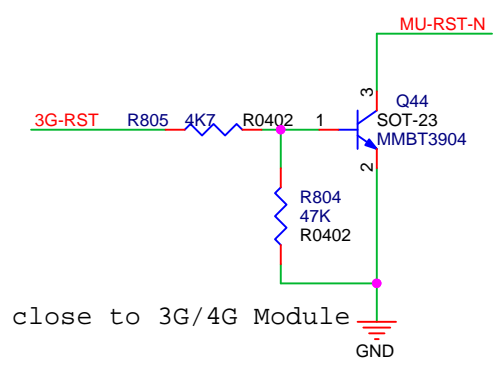 MU-RST-N
3
Q44
3G-RST
R805 4K7 R0402
1
SOT-23
MMBT3904
2
R804
47K
R0402
close to 3G/4G Module
GND